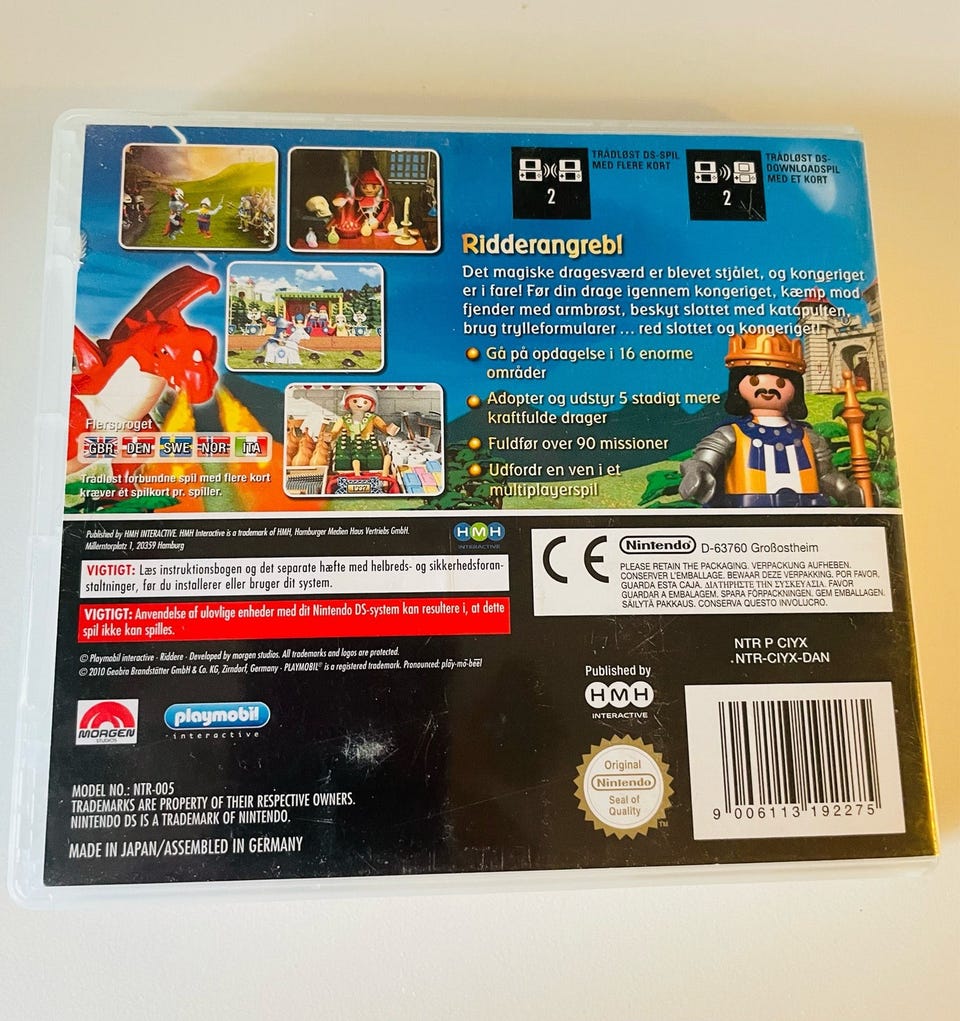 TRÅDLØST DS-SPIL
MED FLERE KORT
2
TRÅDLØST DS-
DOWNLOADSPIL
MED ET KORT
2
Ridderangreb!
Det magiske dragesværd er blevet stjålet, og kongeriget
er i fare! Før din drage igennem kongeriget, kæmp mod
fjender med armbrøst, beskyt slottet med katapulten,
brug trylleformularer ... red slottet og kongeriget!
Gå på opdagelse i 16 enorme
områder
Adopter og udstyr 5 stadigt mere
kraftfulde drager
Fuldfør over 90 missioner
Udfordr en ven i et
multiplayerspil
Flersproget
GBR DEN SWE NOR ITA
Trådløst forbundne spil med flere kort
kræver ét spilkort pr. spiller.
Published by HMH INTERACTIVE. HMH Interactive is a trademark of HMH, Hamburger Medien Haus Vertriebs GmbH.
Millerntorplatz 1, 20359 Hamburg
HMH
INTERACTIVE
VIGTIGT: Læs instruktionsbogen og det separate hæfte med helbreds- og sikkerhedsforan-
staltninger, før du installerer eller bruger dit system.
VIGTIGT: Anvendelse af ulovlige enheder med dit Nintendo DS-system kan resultere i, at dette
spil ikke kan spilles.
© Playmobil interactive · Riddere · Developed by morgen studios. All trademarks and logos are protected.
© 2010 Geobra Brandstätter GmbH & Co. KG, Zirndorf, Germany · PLAYMOBIL® is a registered trademark. Pronounced: plāy-mō-bēēl
CE
Nintendo D-63760 Großostheim
PLEASE RETAIN THE PACKAGING. VERPACKUNG AUFHEBEN.
CONSERVER L'EMBALLAGE. BEWAAR DEZE VERPAKKING. POR FAVOR,
GUARDA ESTA CAJA. ΔΙΑΤΗΡΗΣΤΕ ΤΗΝ ΣΥΣΚΕΥΑΣΙΑ. FAVOR
GUARDAR A EMBALAGEM. SPARA FÖRPACKNINGEN. GEM EMBALLAGEN.
SÄILYTÄ PAKKAUS. CONSERVA QUESTO INVOLUCRO.
NTR P CIYX
NTR-CIYX-DAN
MORGEN
STUDIOS
playmobil
interactive
Published by
HMH
INTERACTIVE
Original
Nintendo
Seal of
Quality
TM
9 006113 192275
MODEL NO.: NTR-005
TRADEMARKS ARE PROPERTY OF THEIR RESPECTIVE OWNERS.
NINTENDO DS IS A TRADEMARK OF NINTENDO.
MADE IN JAPAN/ASSEMBLED IN GERMANY